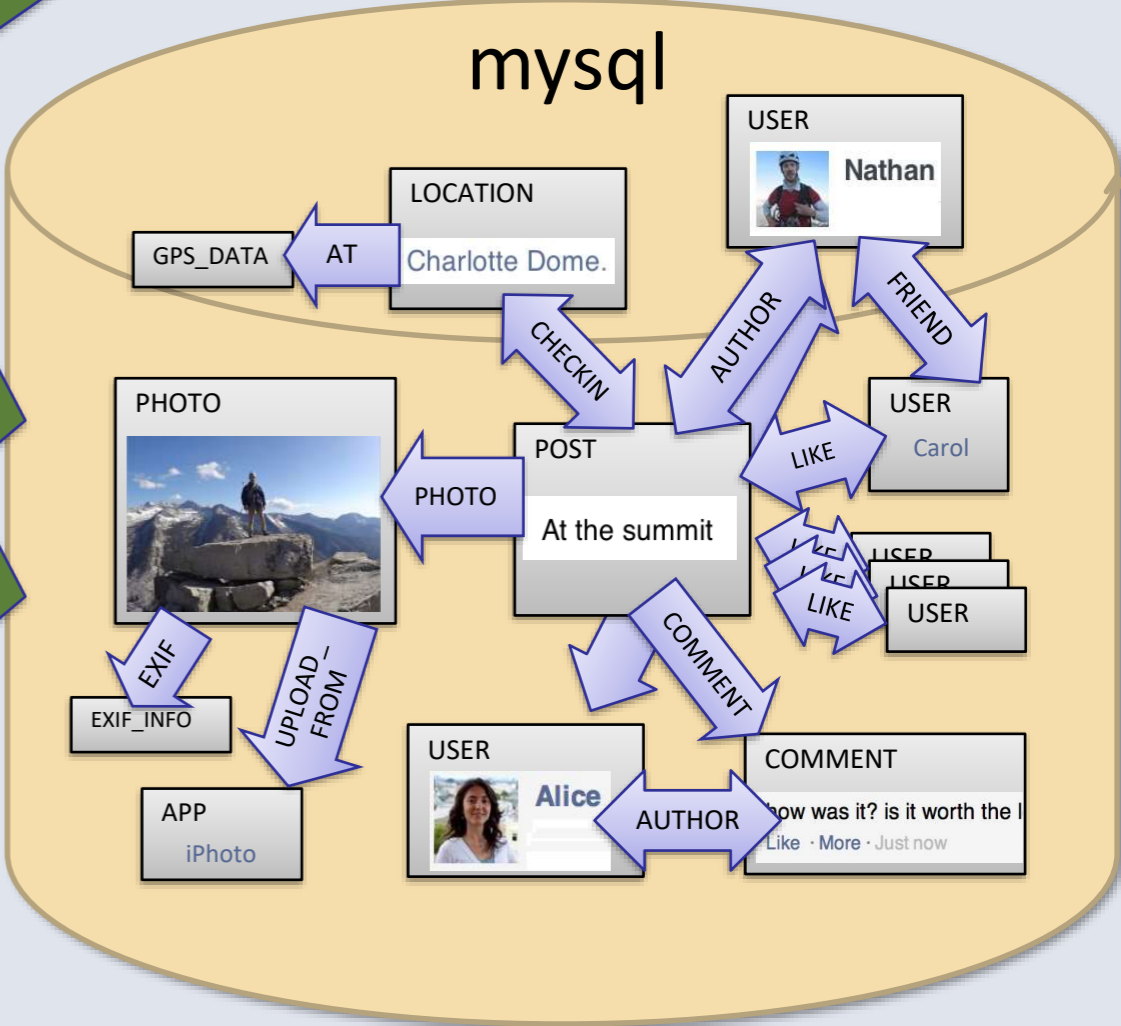 mysql
USER
Nathan
LOCATION
Charlotte Dome.
GPS_DATA
AT
CHECKIN
AUTHOR
FRIEND
PHOTO
PHOTO
POST
At the summit
LIKE
USER
Carol
LIKE
USER
LIKE
USER
LIKE
USER
EXIF
EXIF_INFO
UPLOAD_
FROM
APP
iPhoto
COMMENT
USER
Alice
AUTHOR
COMMENT
how was it? is it worth the
Like · More · Just now